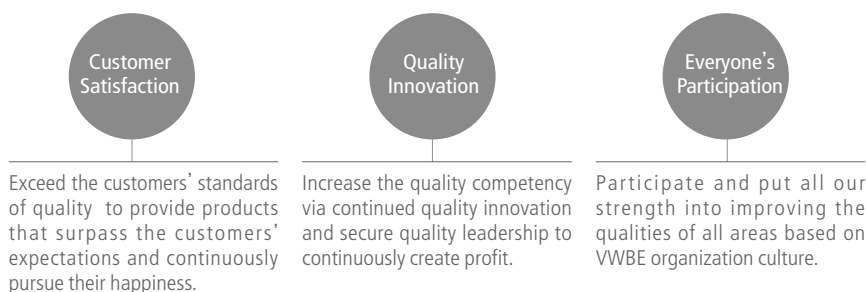 Customer
Satisfaction
Exceed the customers’ standards
of quality to provide products
that surpass the customers’
expectations and continuously
pursue their happiness.
Quality
Innovation
Increase the quality competency
via continued quality innovation
and secure quality leadership to
continuously create profit.
Everyone’s
Participation
Participate and put all our
strength into improving the
qualities of all areas based on
VWBE organization culture.